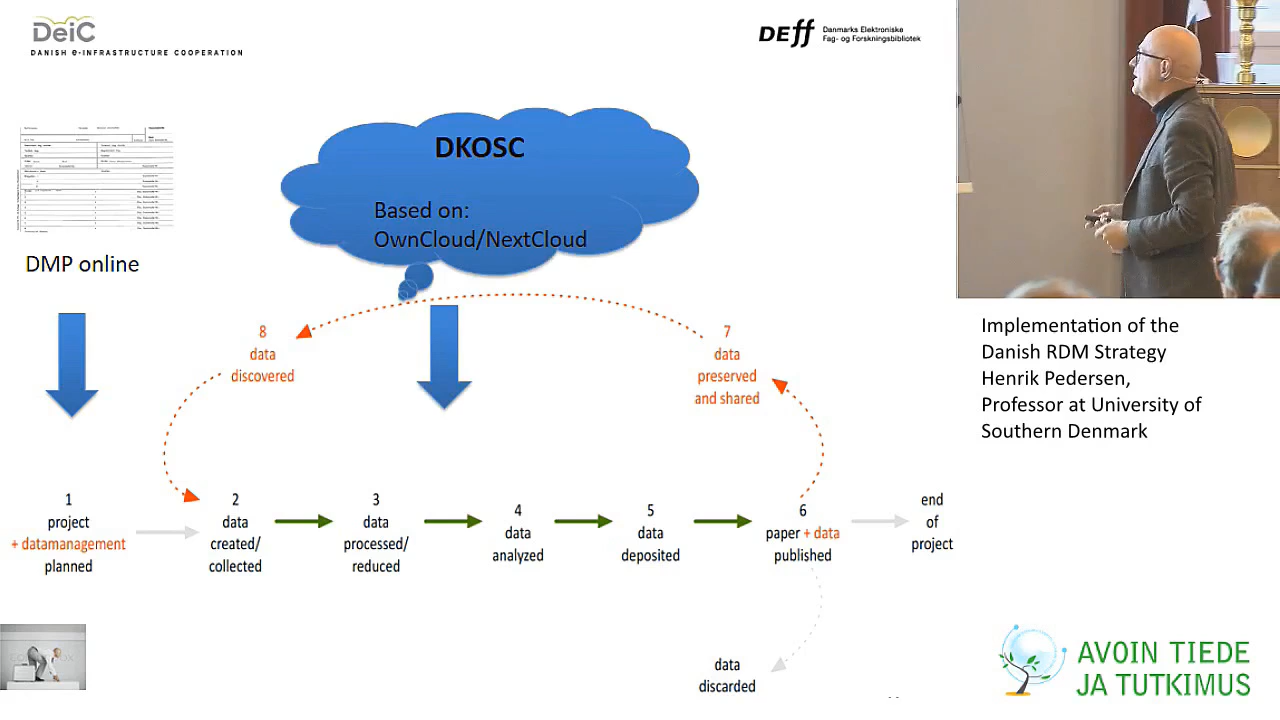 DeiC
DANISH e-INFRASTRUCTURE COOPERATION
DEff
Danmarks Elektroniske
Fag- og Forskningsbibliotek
DKOSC
Based on:
OwnCloud/NextCloud
DMP online
8
data
discovered
7
data
preserved
and shared
1
project
+ datamanagement
planned
2
data
created/
collected
3
data
processed/
reduced
4
data
analyzed
5
data
deposited
6
paper + data
published
end
of
project
data
discarded
Implementation of the
Danish RDM Strategy
Henrik Pedersen,
Professor at University of
Southern Denmark
AVOIN TIEDE
JA TUTKIMUS